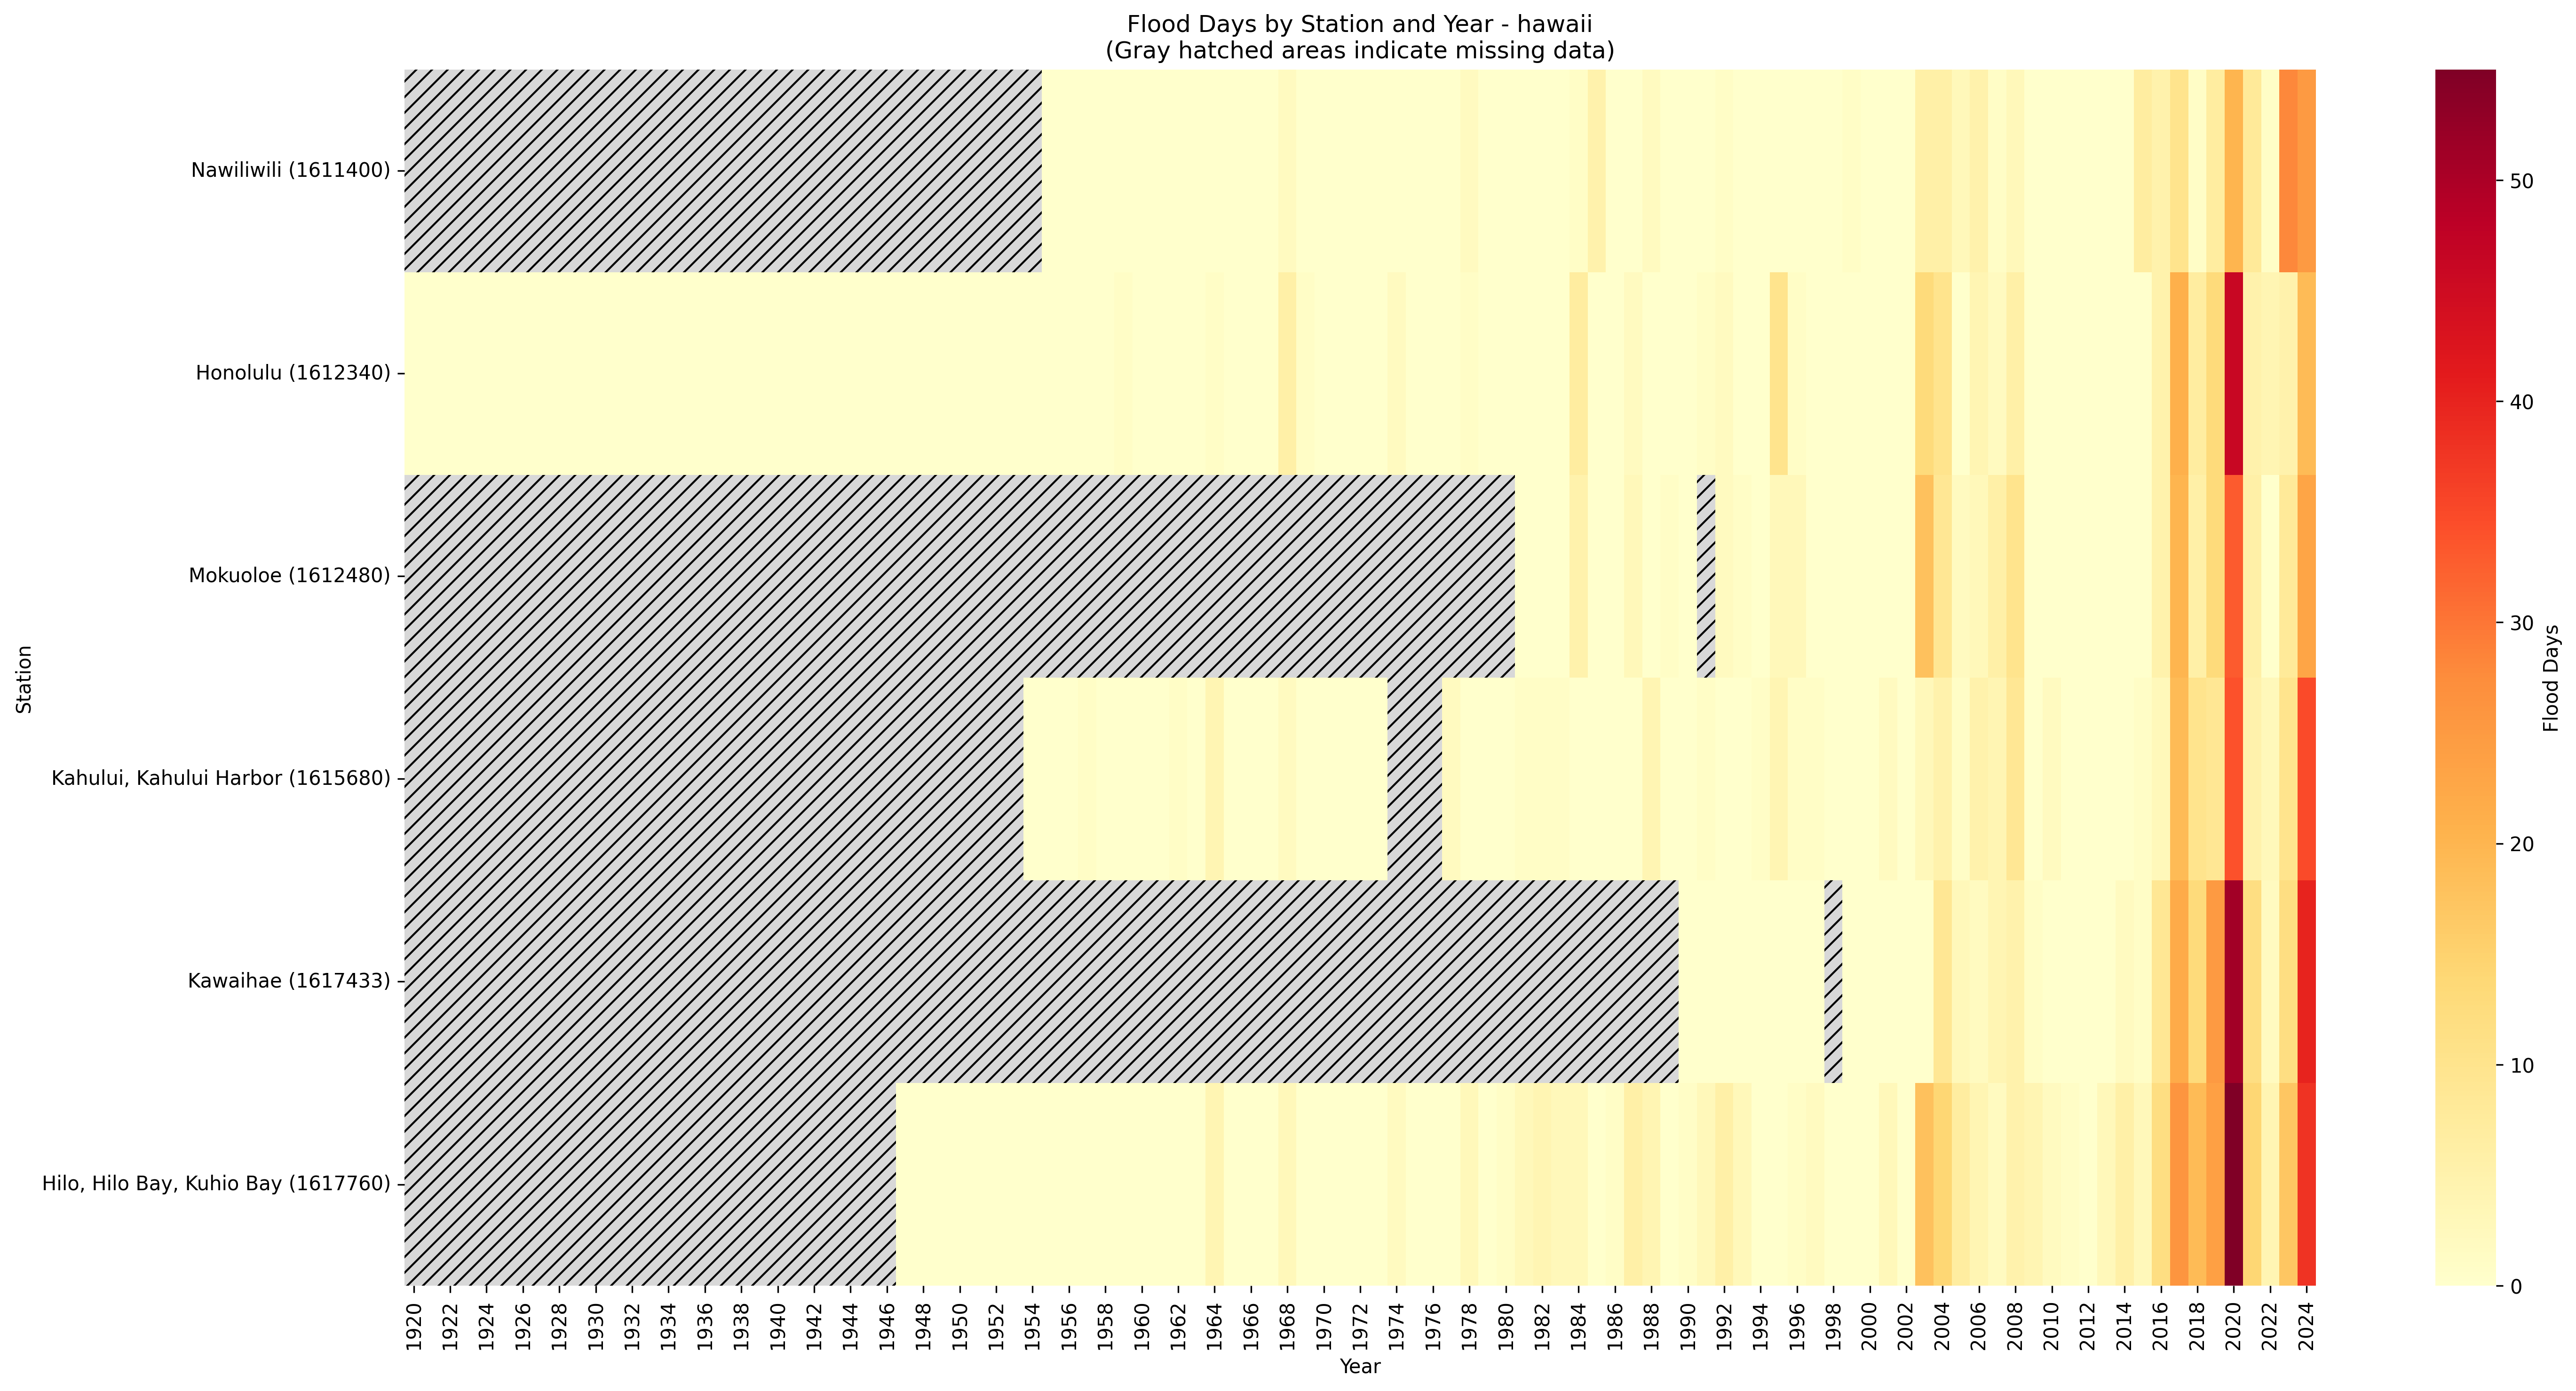 Flood Days by Station and Year - hawaii
(Gray hatched areas indicate missing data)
Station
Nawiliwili (1611400)
Honolulu (1612340)
Mokuoloe (1612480)
Kahului, Kahului Harbor (1615680)
Kawaihae (1617433)
Hilo, Hilo Bay, Kuhio Bay (1617760)
1920 1922 1924 1926 1928 1930 1932 1934 1936 1938 1940 1942 1944 1946 1948 1950 1952 1954 1956 1958 1960 1962 1964 1966 1968 1970 1972 1974 1976 1978 1980 1982 1984 1986 1988 1990 1992 1994 1996 1998 2000 2002 2004 2006 2008 2010 2012 2014 2016 2018 2020 2022 2024
Year
50
40
30
20
10
0
Flood Days